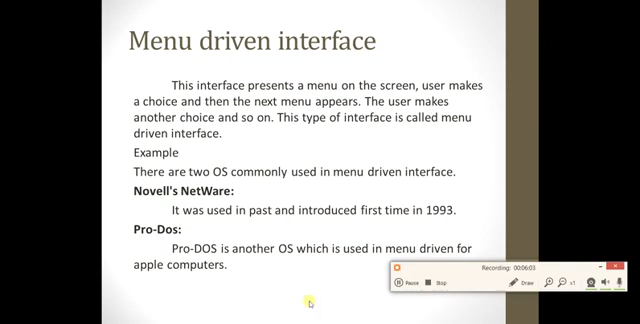 Menu driven interface
This interface presents a menu on the screen, user makes
a choice and then the next menu appears. The user makes
another choice and so on. This type of interface is called menu
driven interface.
Example
There are two OS commonly used in menu driven interface.
Novell's NetWare:
It was used in past and introduced first time in 1993.
Pro-Dos:
Pro-DOS is another OS which is used in menu driven for
apple computers.
Recording: 00:06:03
Pause Stop Draw x1